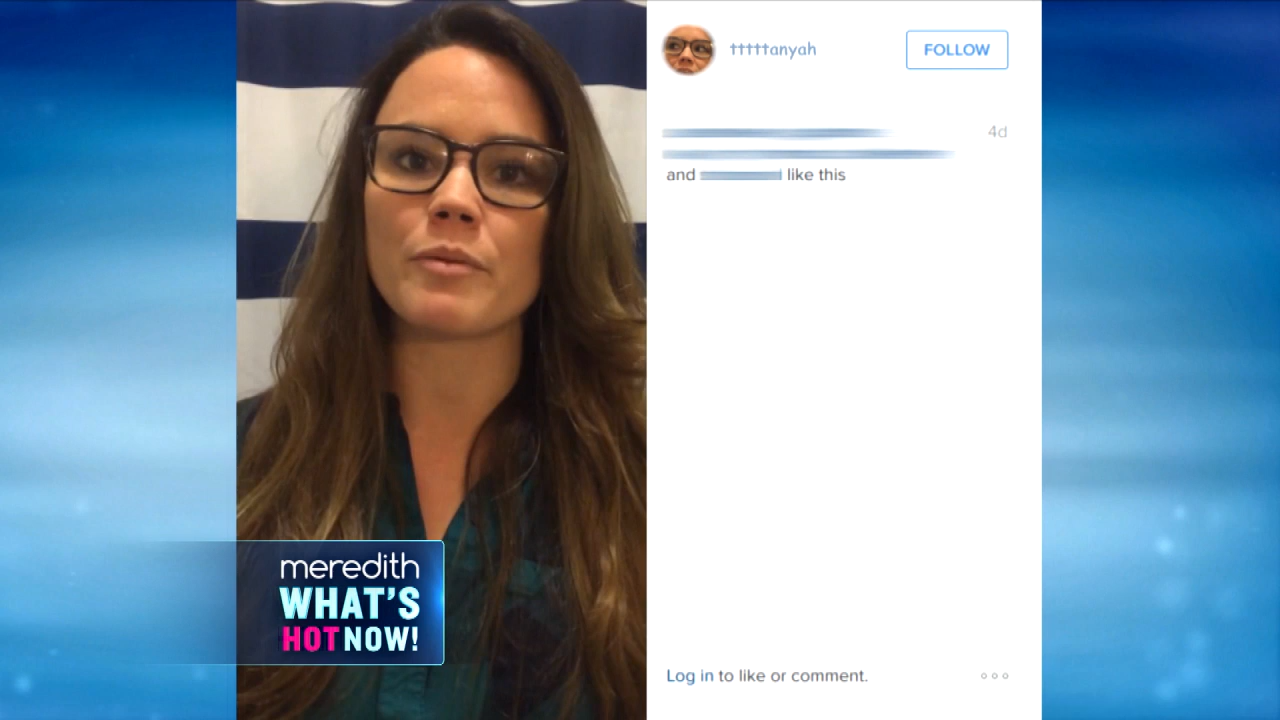 tttttanyah
FOLLOW
4d
and like this
meredith
WHAT'S
HOT NOW!
Log in to like or comment.